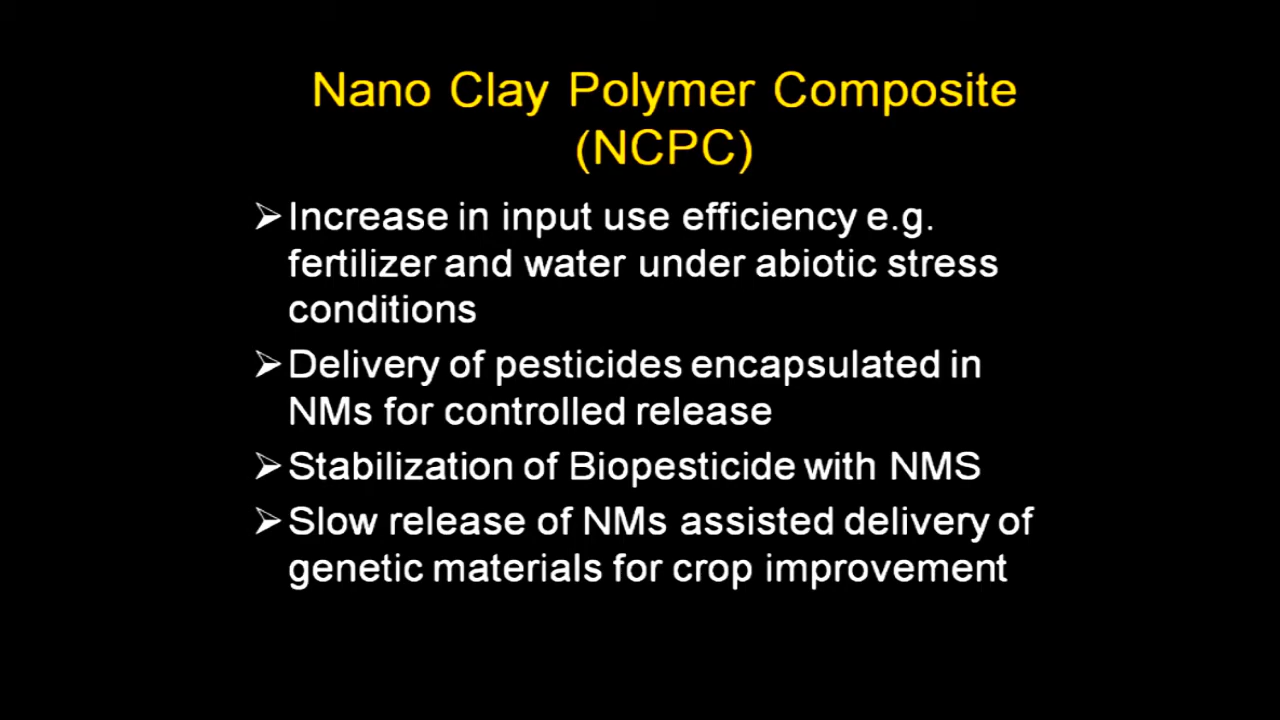 Nano Clay Polymer Composite
(NCPC)
➢Increase in input use efficiency e.g.
fertilizer and water under abiotic stress
conditions
➢Delivery of pesticides encapsulated in
NMs for controlled release
➢Stabilization of Biopesticide with NMS
➢Slow release of NMs assisted delivery of
genetic materials for crop improvement